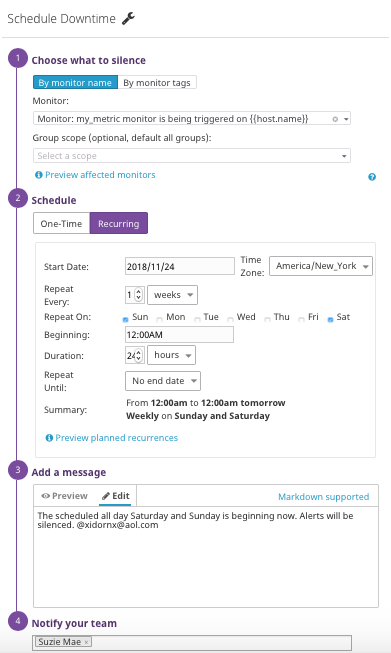 Schedule Downtime
1 Choose what to silence
By monitor name By monitor tags
Monitor:
Monitor: my_metric monitor is being triggered on {{host.name}}
Group scope (optional, default all groups):
Select a scope
Preview affected monitors
2 Schedule
One-Time Recurring
Start Date: 2018/11/24 Time Zone: America/New_York
Repeat Every: 1 weeks
Repeat On: Sun Mon Tue Wed Thu Fri Sat
Beginning: 12:00AM
Duration: 24 hours
Repeat Until: No end date
Summary: From 12:00am to 12:00am tomorrow
Weekly on Sunday and Saturday
Preview planned recurrences
3 Add a message
Preview Edit Markdown supported
The scheduled all day Saturday and Sunday is beginning now. Alerts will be
silenced. @xidornx@aol.com
4 Notify your team
Suzie Mae ×